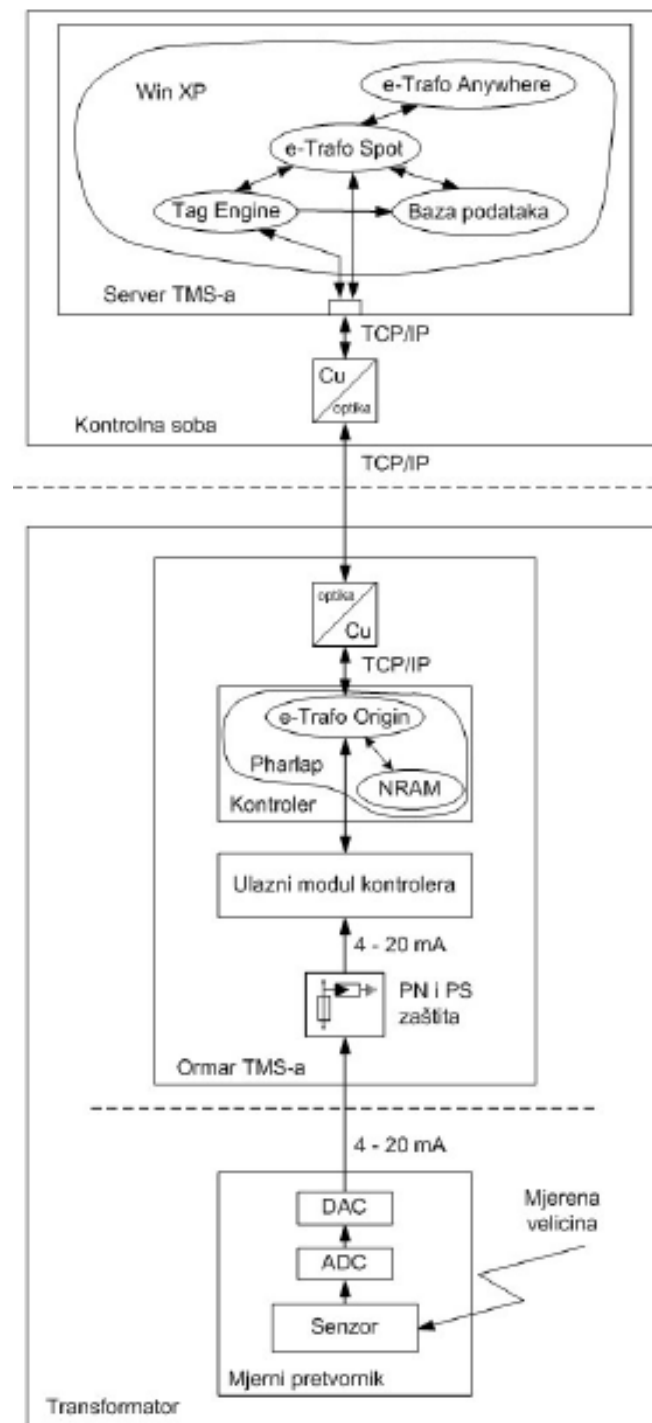 Win XP
e-Trafo Anywhere
e-Trafo Spot
Tag Engine
Baza podataka
Server TMS-a
TCP/IP
Cu
optika
Kontrolna soba
TCP/IP
optika
Cu
TCP/IP
e-Trafo Origin
Pharlap
NRAM
Kontroler
Ulazni modul kontrolera
4 - 20 mA
PN i PS
zaštita
Ormar TMS-a
4 - 20 mA
DAC
Mjerena
velicina
ADC
Senzor
Mjerni pretvornik
Transformator